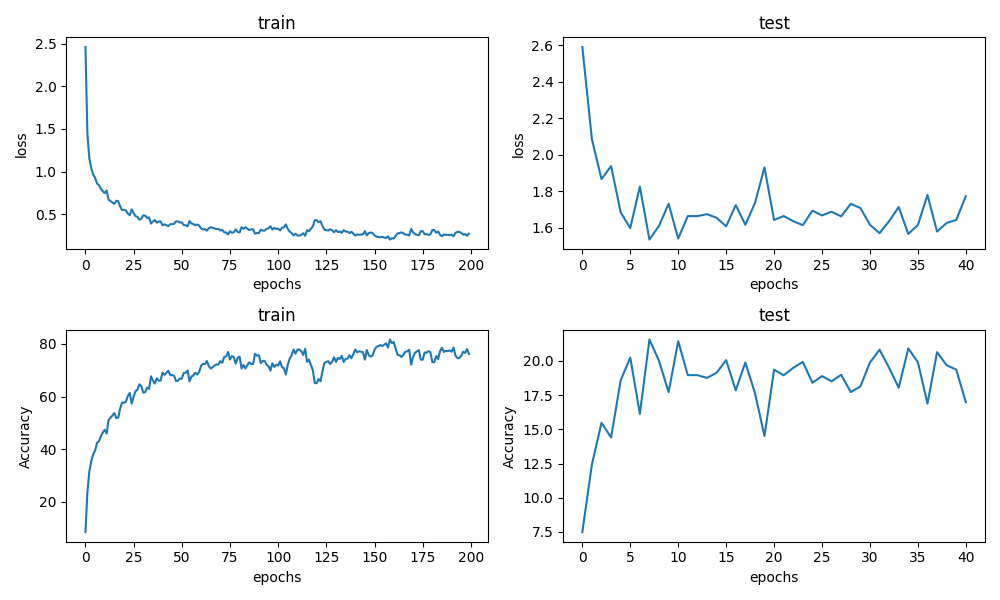 train
2.5
2.0
1.5
1.0
0.5
loss
0 25 50 75 100 125 150 175 200
epochs
test
2.6
2.4
2.2
2.0
1.8
1.6
loss
0 5 10 15 20 25 30 35 40
epochs
train
80
60
40
20
Accuracy
0 25 50 75 100 125 150 175 200
epochs
test
20.0
17.5
15.0
12.5
10.0
7.5
Accuracy
0 5 10 15 20 25 30 35 40
epochs